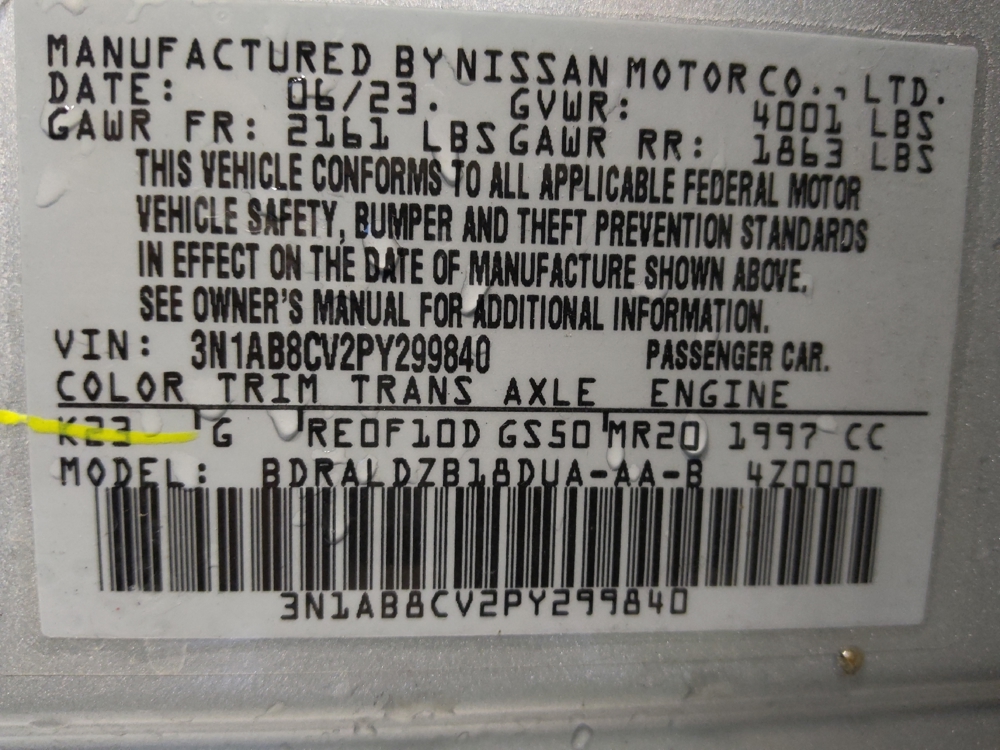 MANUFACTURED BY NISSAN MOTOR CO., LTD.
DATE: 06/23. GVWR: 4001 LBS
GAWR FR: 2161 LBS GAWR RR: 1863 LBS
THIS VEHICLE CONFORMS TO ALL APPLICABLE FEDERAL MOTOR
VEHICLE SAFETY, BUMPER AND THEFT PREVENTION STANDARDS
IN EFFECT ON THE DATE OF MANUFACTURE SHOWN ABOVE.
SEE OWNER'S MANUAL FOR ADDITIONAL INFORMATION.
VIN: 3N1AB8CV2PY299840 PASSENGER CAR.
COLOR TRIM TRANS AXLE ENGINE
K23 G RE0F10D GS50 MR20 1997 CC
MODEL: BDRALDZB18DUA-AA-B 4Z000
3N1AB8CV2PY299840